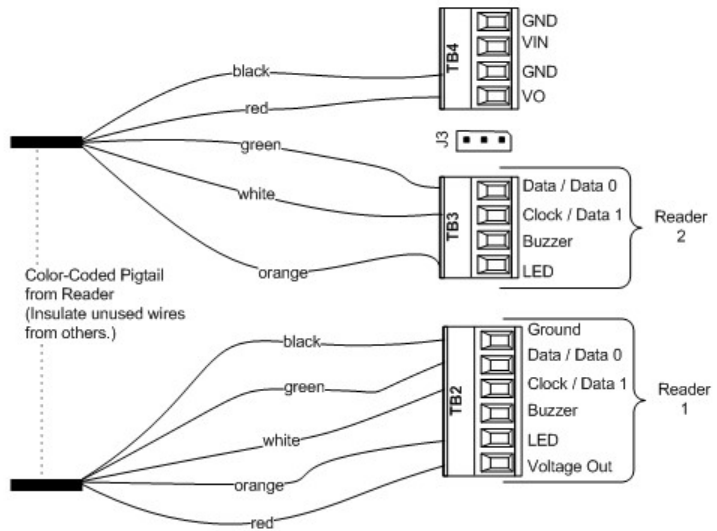 GND
VIN
GND
VO
TB4
black
red
green
white
orange
J3
Data / Data 0
Clock / Data 1
Buzzer
LED
TB3
Reader
2
Color-Coded Pigtail
from Reader
(Insulate unused wires
from others.)
black
green
white
orange
red
TB2
Ground
Data / Data 0
Clock / Data 1
Buzzer
LED
Voltage Out
Reader
1